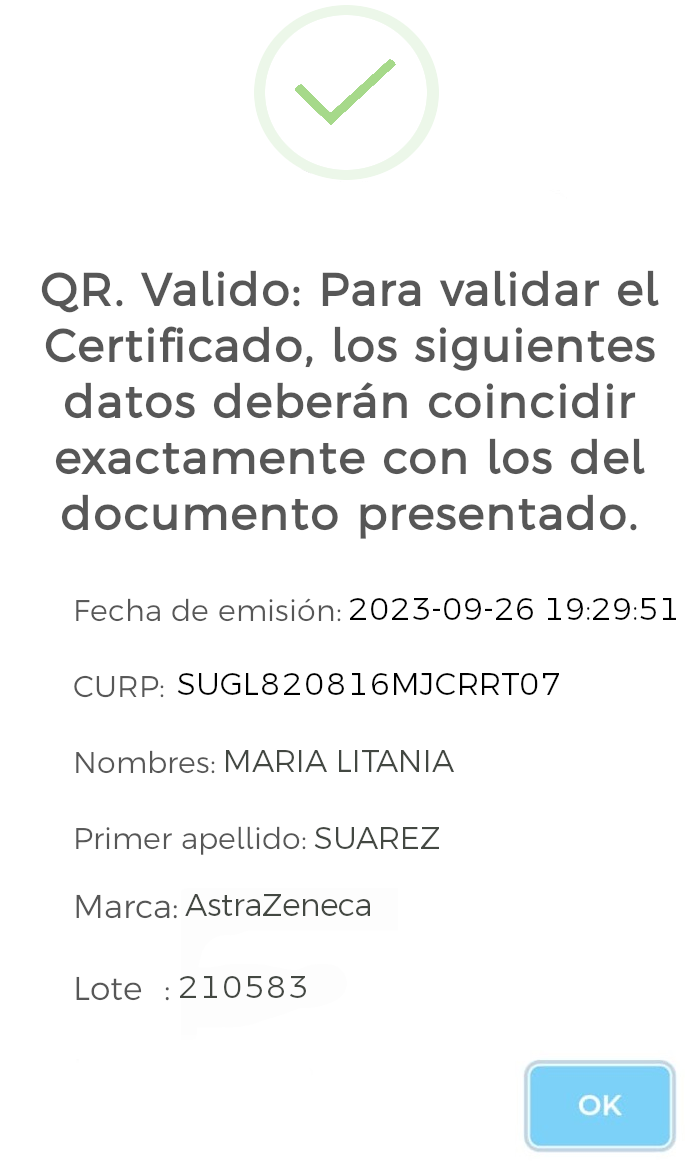 QR. Valido: Para validar el
Certificado, los siguientes
datos deberán coincidir
exactamente con los del
documento presentado.
Fecha de emisión: 2023-09-26 19:29:51
CURP: SUGL820816MJCRRT07
Nombres: MARIA LITANIA
Primer apellido: SUAREZ
Marca: AstraZeneca
Lote : 210583
OK